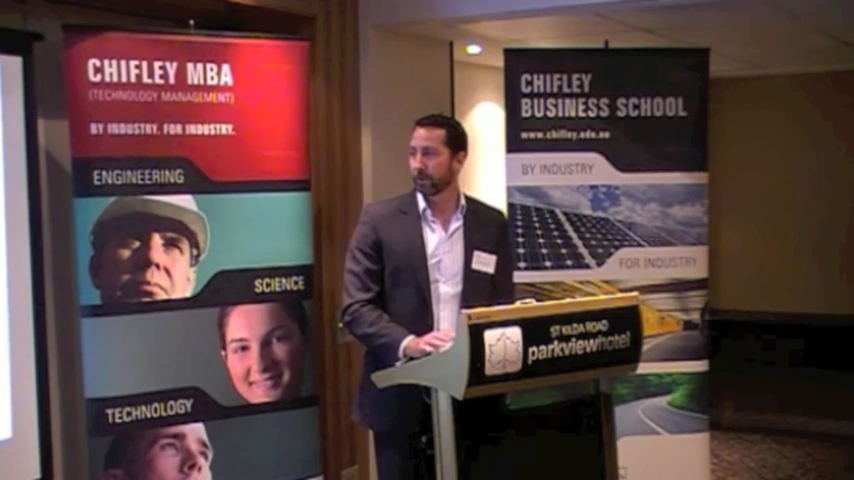 CHIFLEY MBA
(TECHNOLOGY MANAGEMENT)
BY INDUSTRY. FOR INDUSTRY.
ENGINEERING
SCIENCE
TECHNOLOGY
CHIFLEY
BUSINESS SCHOOL
www.chifley.edu.au
BY INDUSTRY
FOR INDUSTRY
ST KILDA ROAD
parkviewhotel